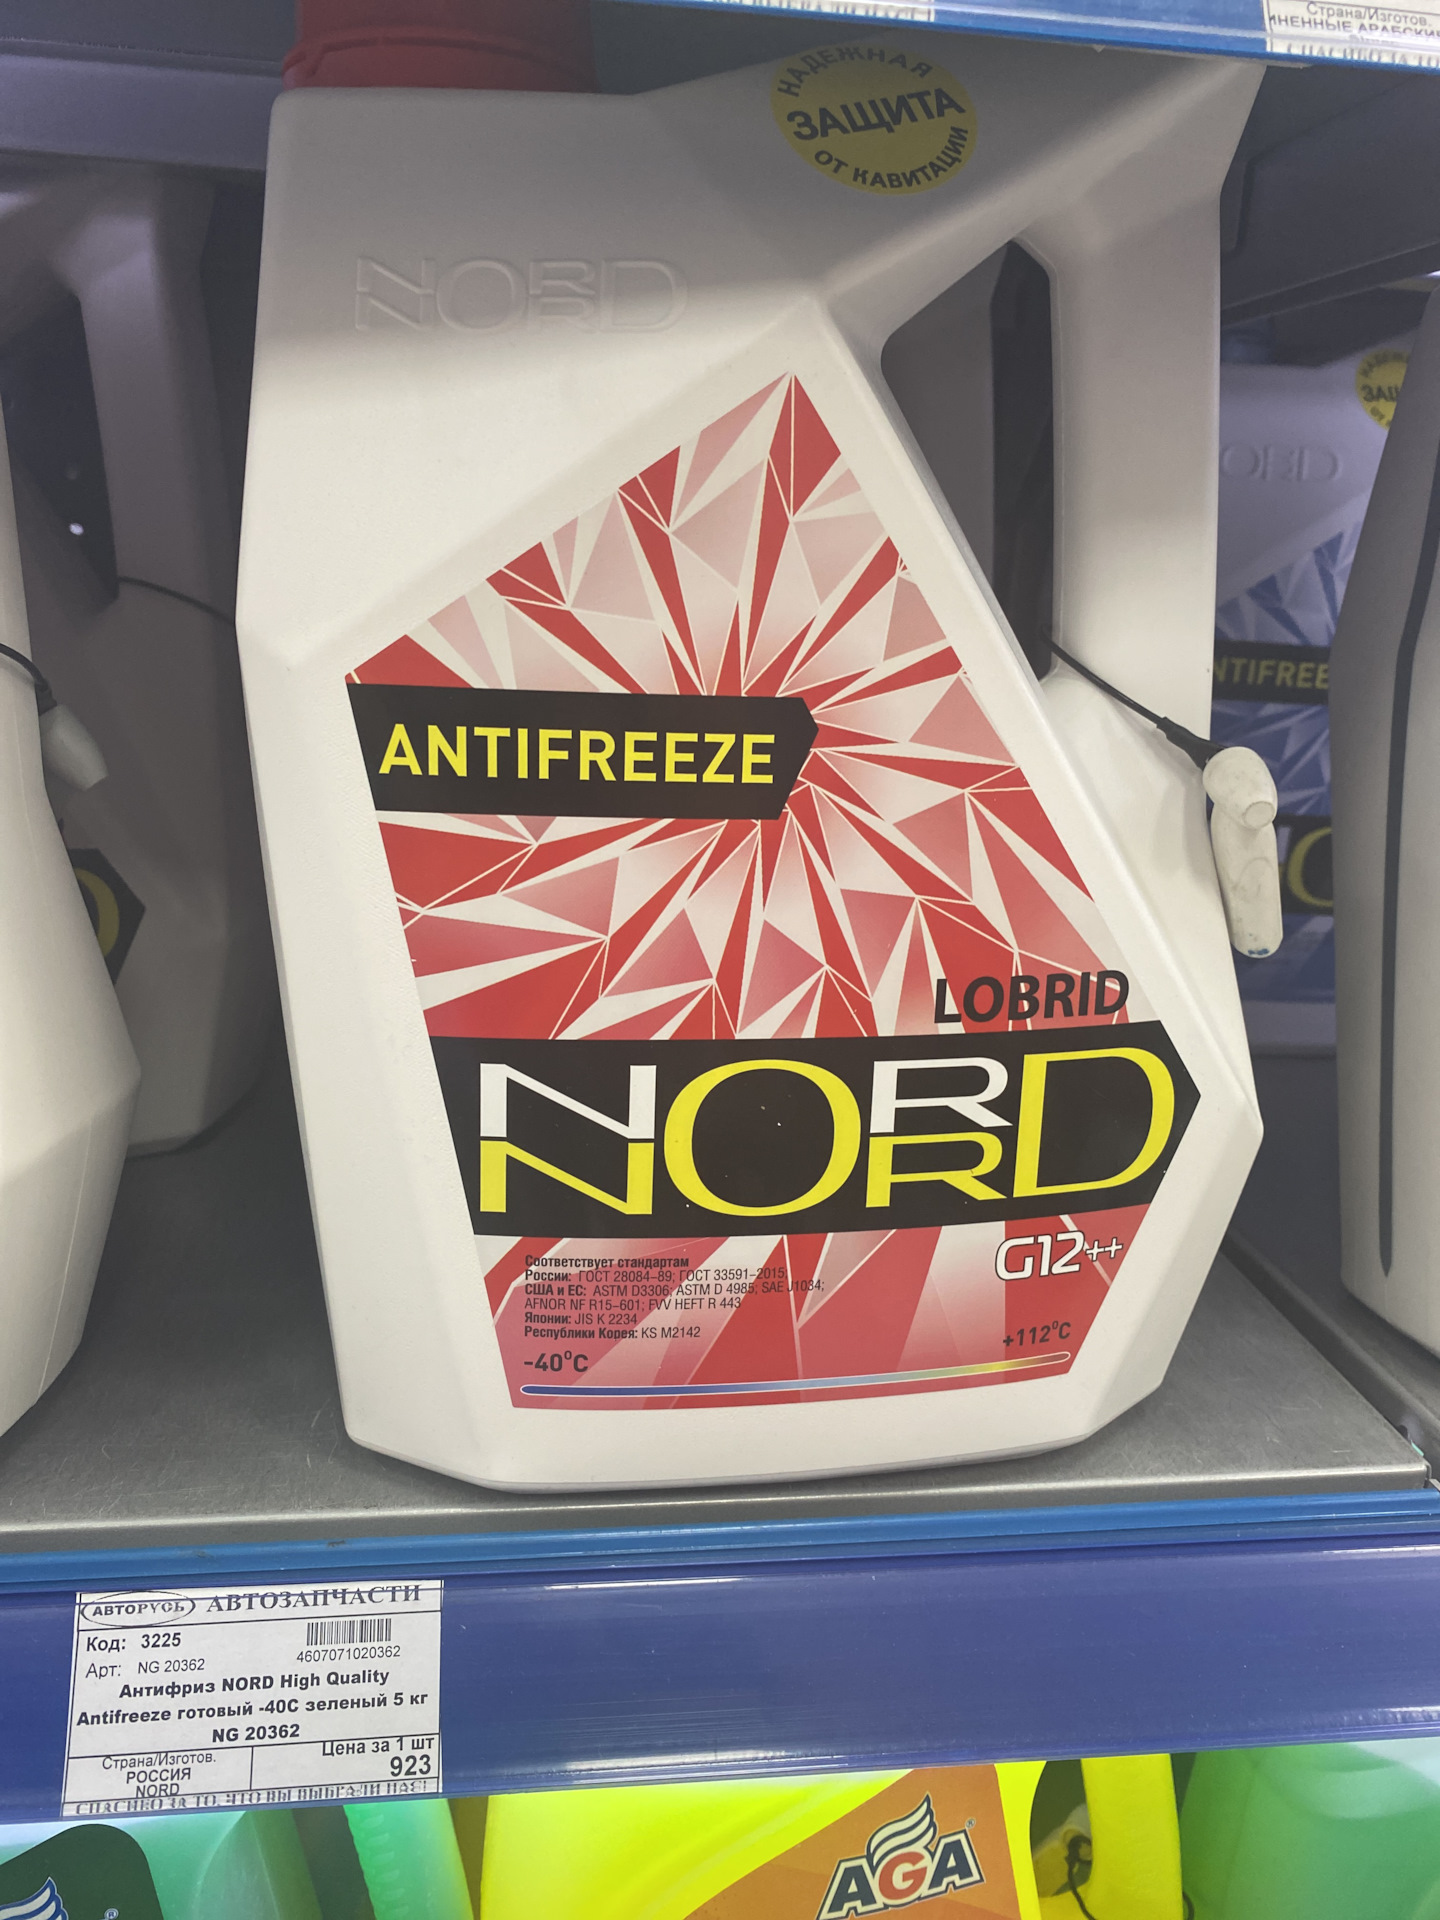 Страна/Изготов.
НАДЕЖНАЯ
ЗАЩИТА
ОТ КАВИТАЦИИ
NORD
ANTIFREEZE
LOBRID
NORD
G12++
Соответствует стандартам
России: ГОСТ 28084-89; ГОСТ 33591-2015;
США и ЕС: ASTM D3306; ASTM D 4985; SAE J1034;
AFNOR NF R15-601; FVV HEFT R 443
Японии: JIS K 2234
Республики Корея: KS M2142
-40°C
+112°C
АВТОРУСЬ АВТОЗАПЧАСТИ
Код: 3225
4607071020362
Арт: NG 20362
Антифриз NORD High Quality
Antifreeze готовый -40С зеленый 5 кг
NG 20362
Страна/Изготов.
РОССИЯ
NORD
Цена за 1 шт
923
СПАСИБО ЗА ТО, ЧТО ВЫ ВЫБРАЛИ НАС!
AGA